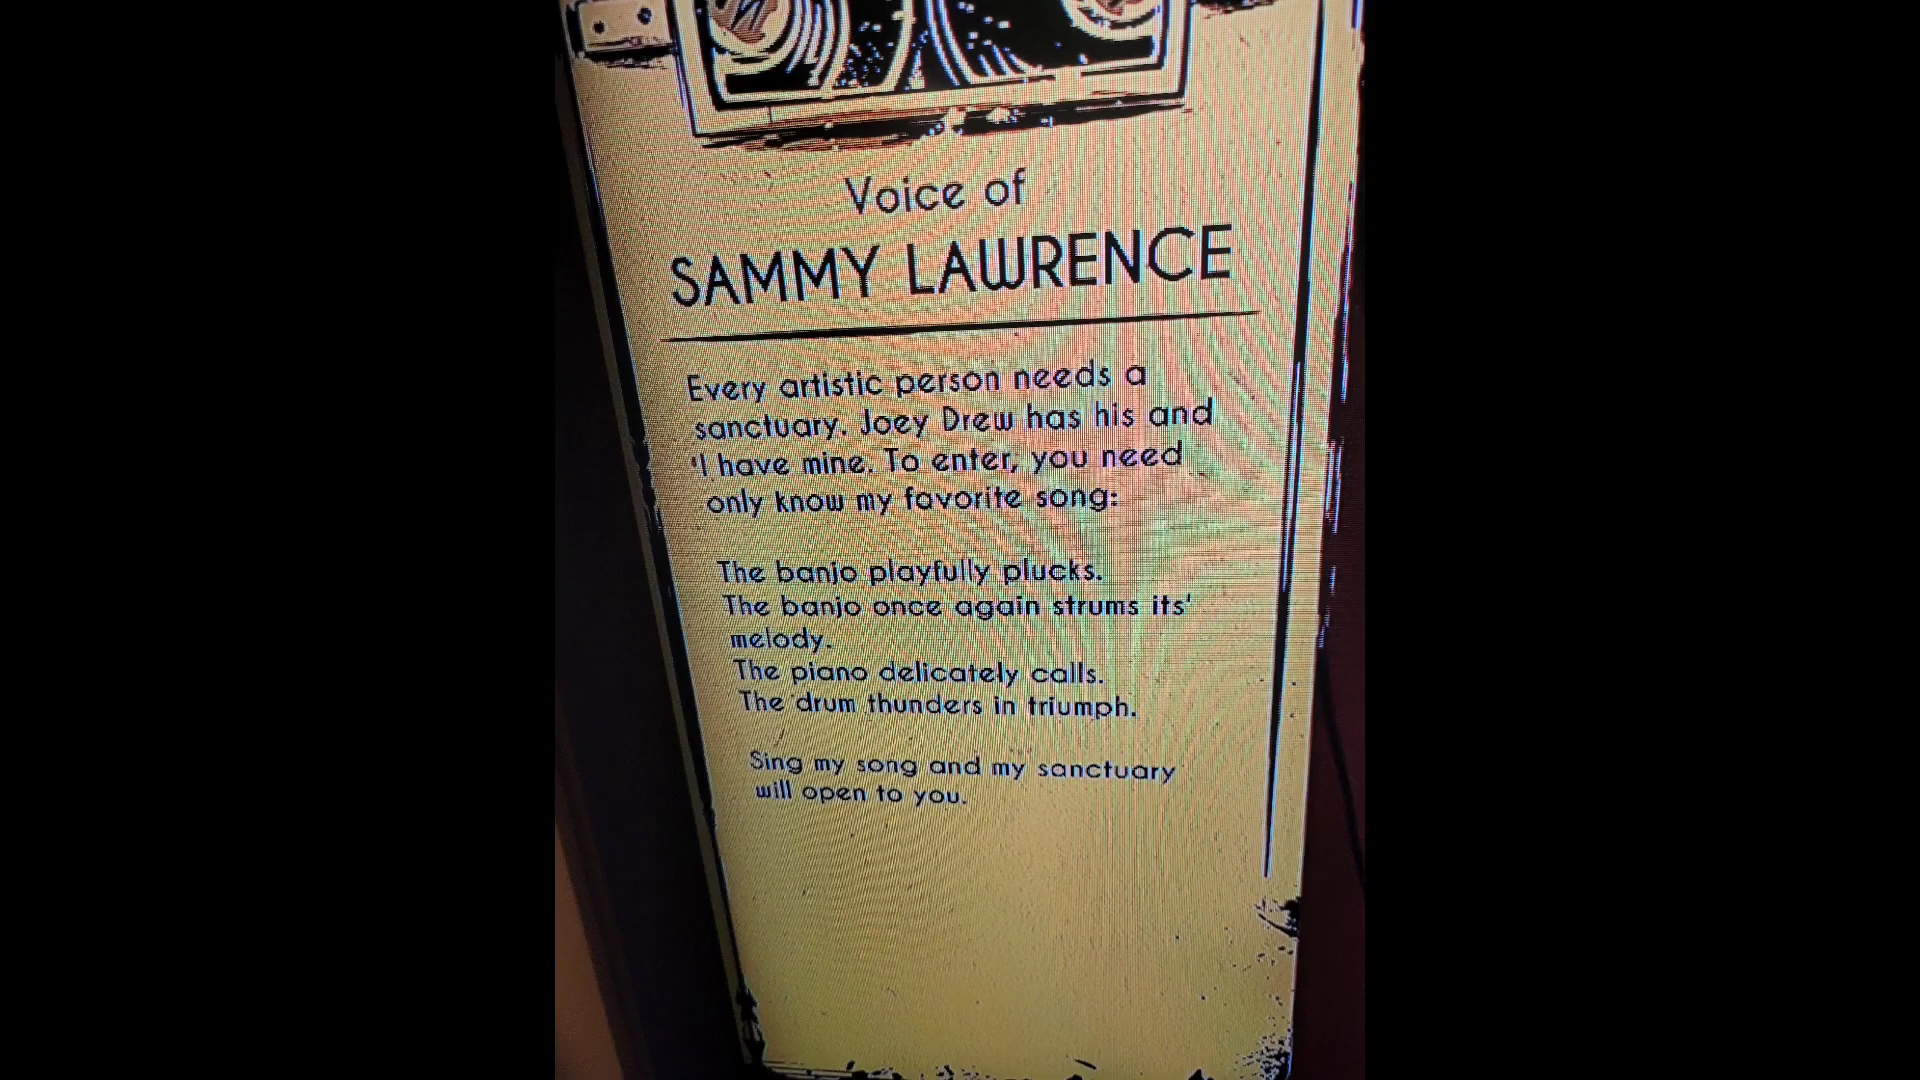 Voice of
SAMMY LAWRENCE
Every artistic person needs a
sanctuary. Joey Drew has his and
I have mine. To enter, you need
only know my favorite song:
The banjo playfully plucks.
The banjo once again strums its'
melody.
The piano delicately calls.
The drum thunders in triumph.
Sing my song and my sanctuary
will open to you.